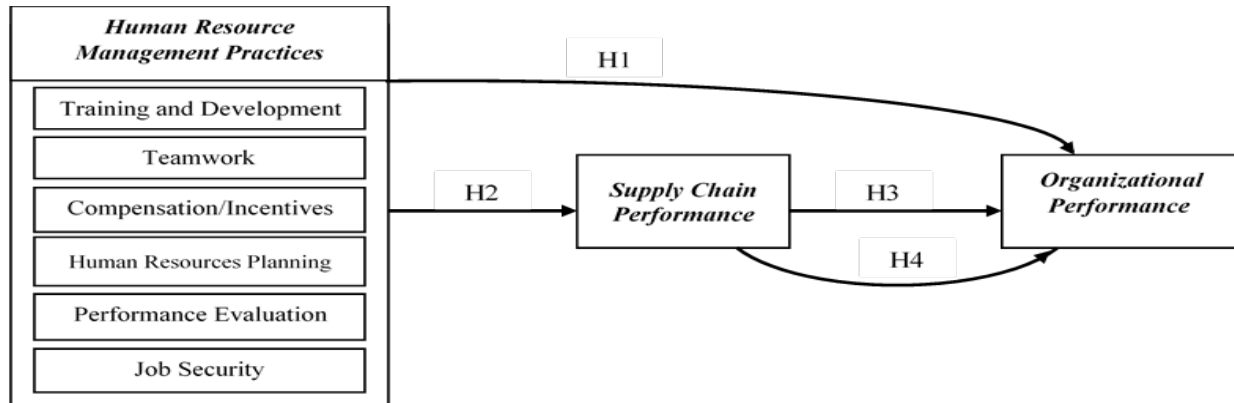 Human Resource
Management Practices
Training and Development
Teamwork
Compensation/Incentives
Human Resources Planning
Performance Evaluation
Job Security
H1
H2
Supply Chain
Performance
H3
H4
Organizational
Performance